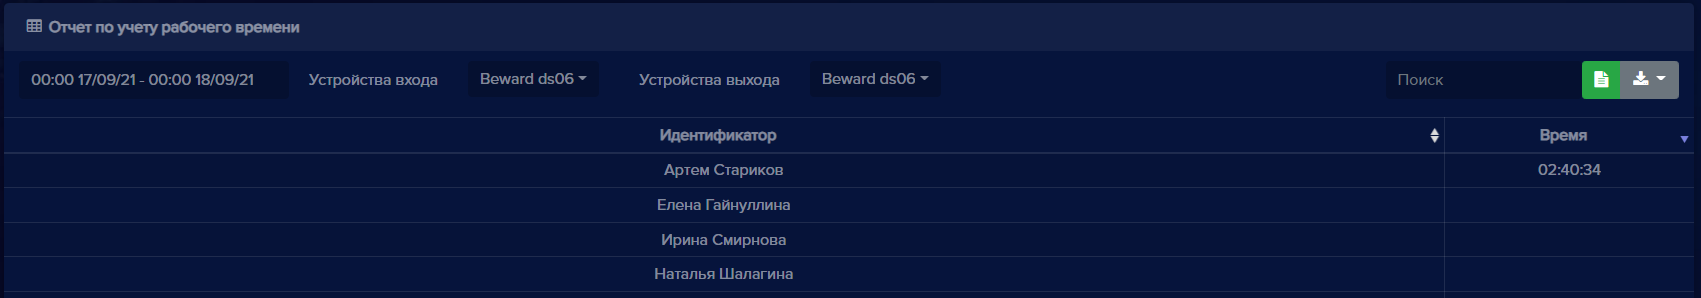 Отчет по учету рабочего времени
00:00 17/09/21 - 00:00 18/09/21 Устройства входа Beward ds06 Устройства выхода Beward ds06 Поиск
Идентификатор Время
Артем Стариков 02:40:34
Елена Гайнуллина
Ирина Смирнова
Наталья Шалагина